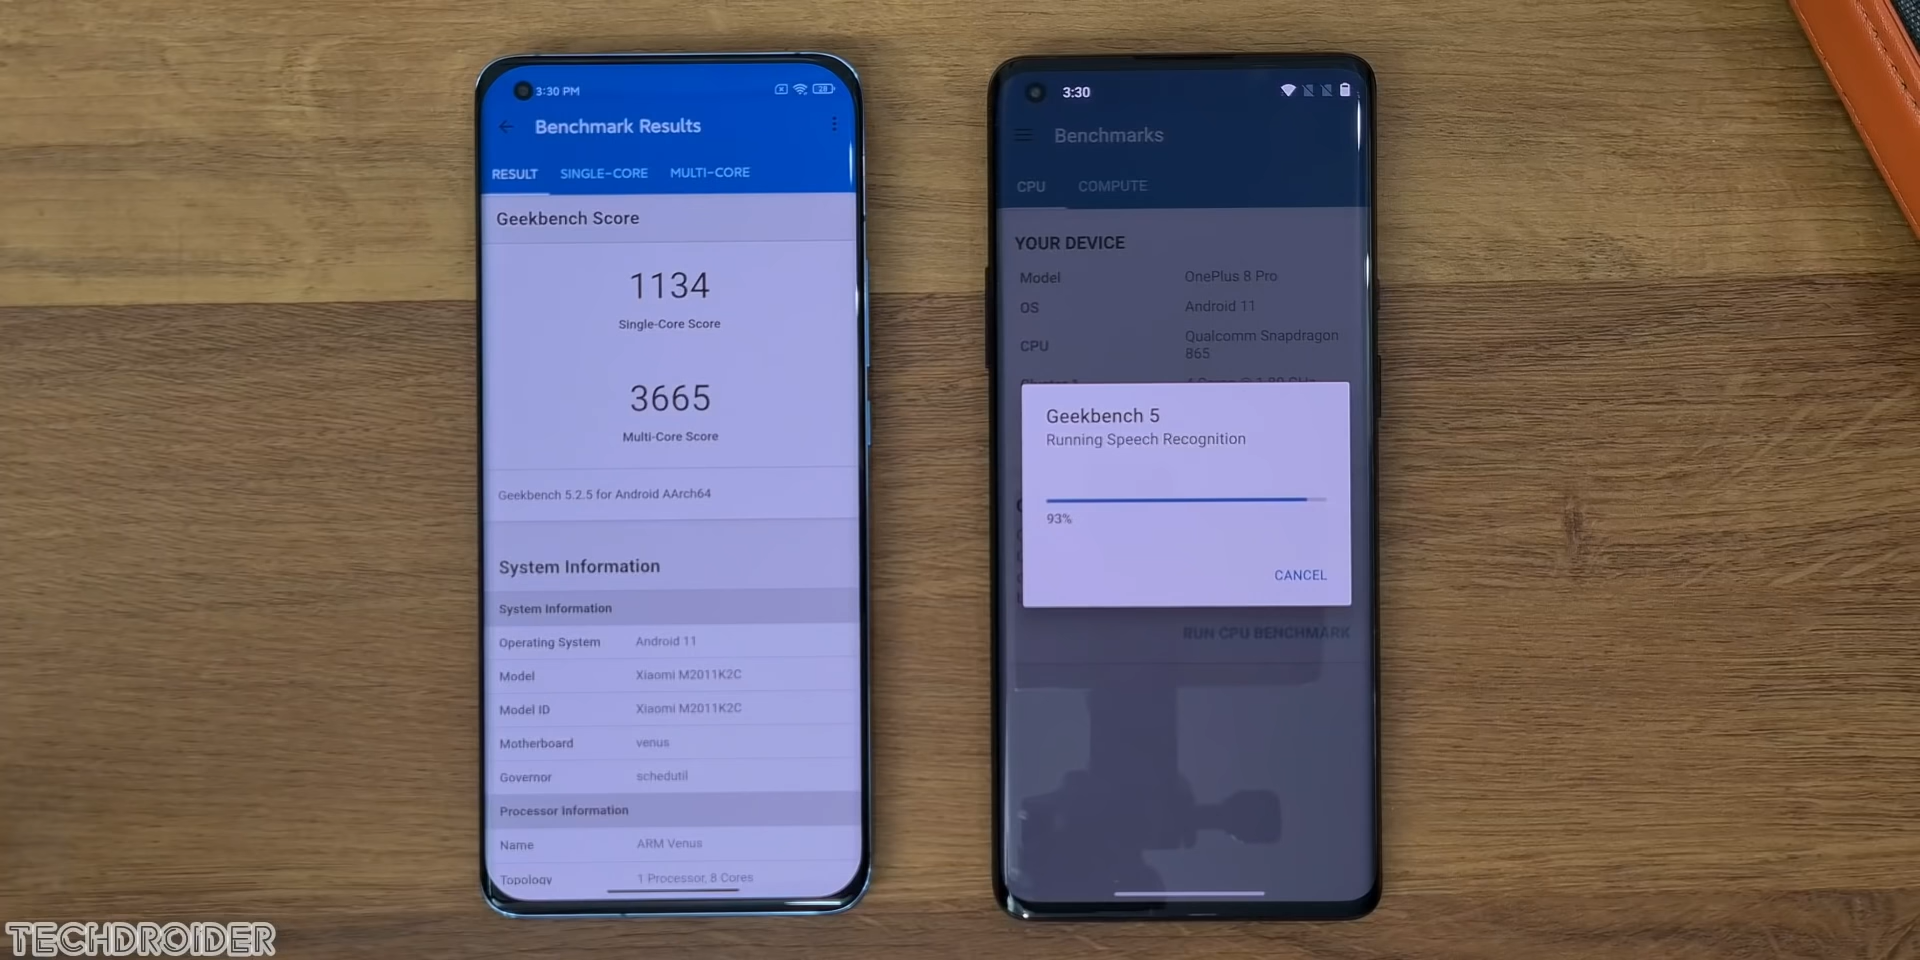 3:30 PM
28
Benchmark Results
RESULT SINGLE-CORE MULTI-CORE
Geekbench Score
1134
Single-Core Score
3665
Multi-Core Score
Geekbench 5.2.5 for Android AArch64
System Information
System Information
Operating System Android 11
Model Xiaomi M2011K2C
Model ID Xiaomi M2011K2C
Motherboard venus
Governor schedutil
Processor Information
Name ARM Venus
Topology 1 Processor, 8 Cores
3:30
Benchmarks
CPU COMPUTE
YOUR DEVICE
Model OnePlus 8 Pro
OS Android 11
CPU Qualcomm Snapdragon
865
Geekbench 5
Running Speech Recognition
93%
CANCEL
RUN CPU BENCHMARK
TECHDROIDER